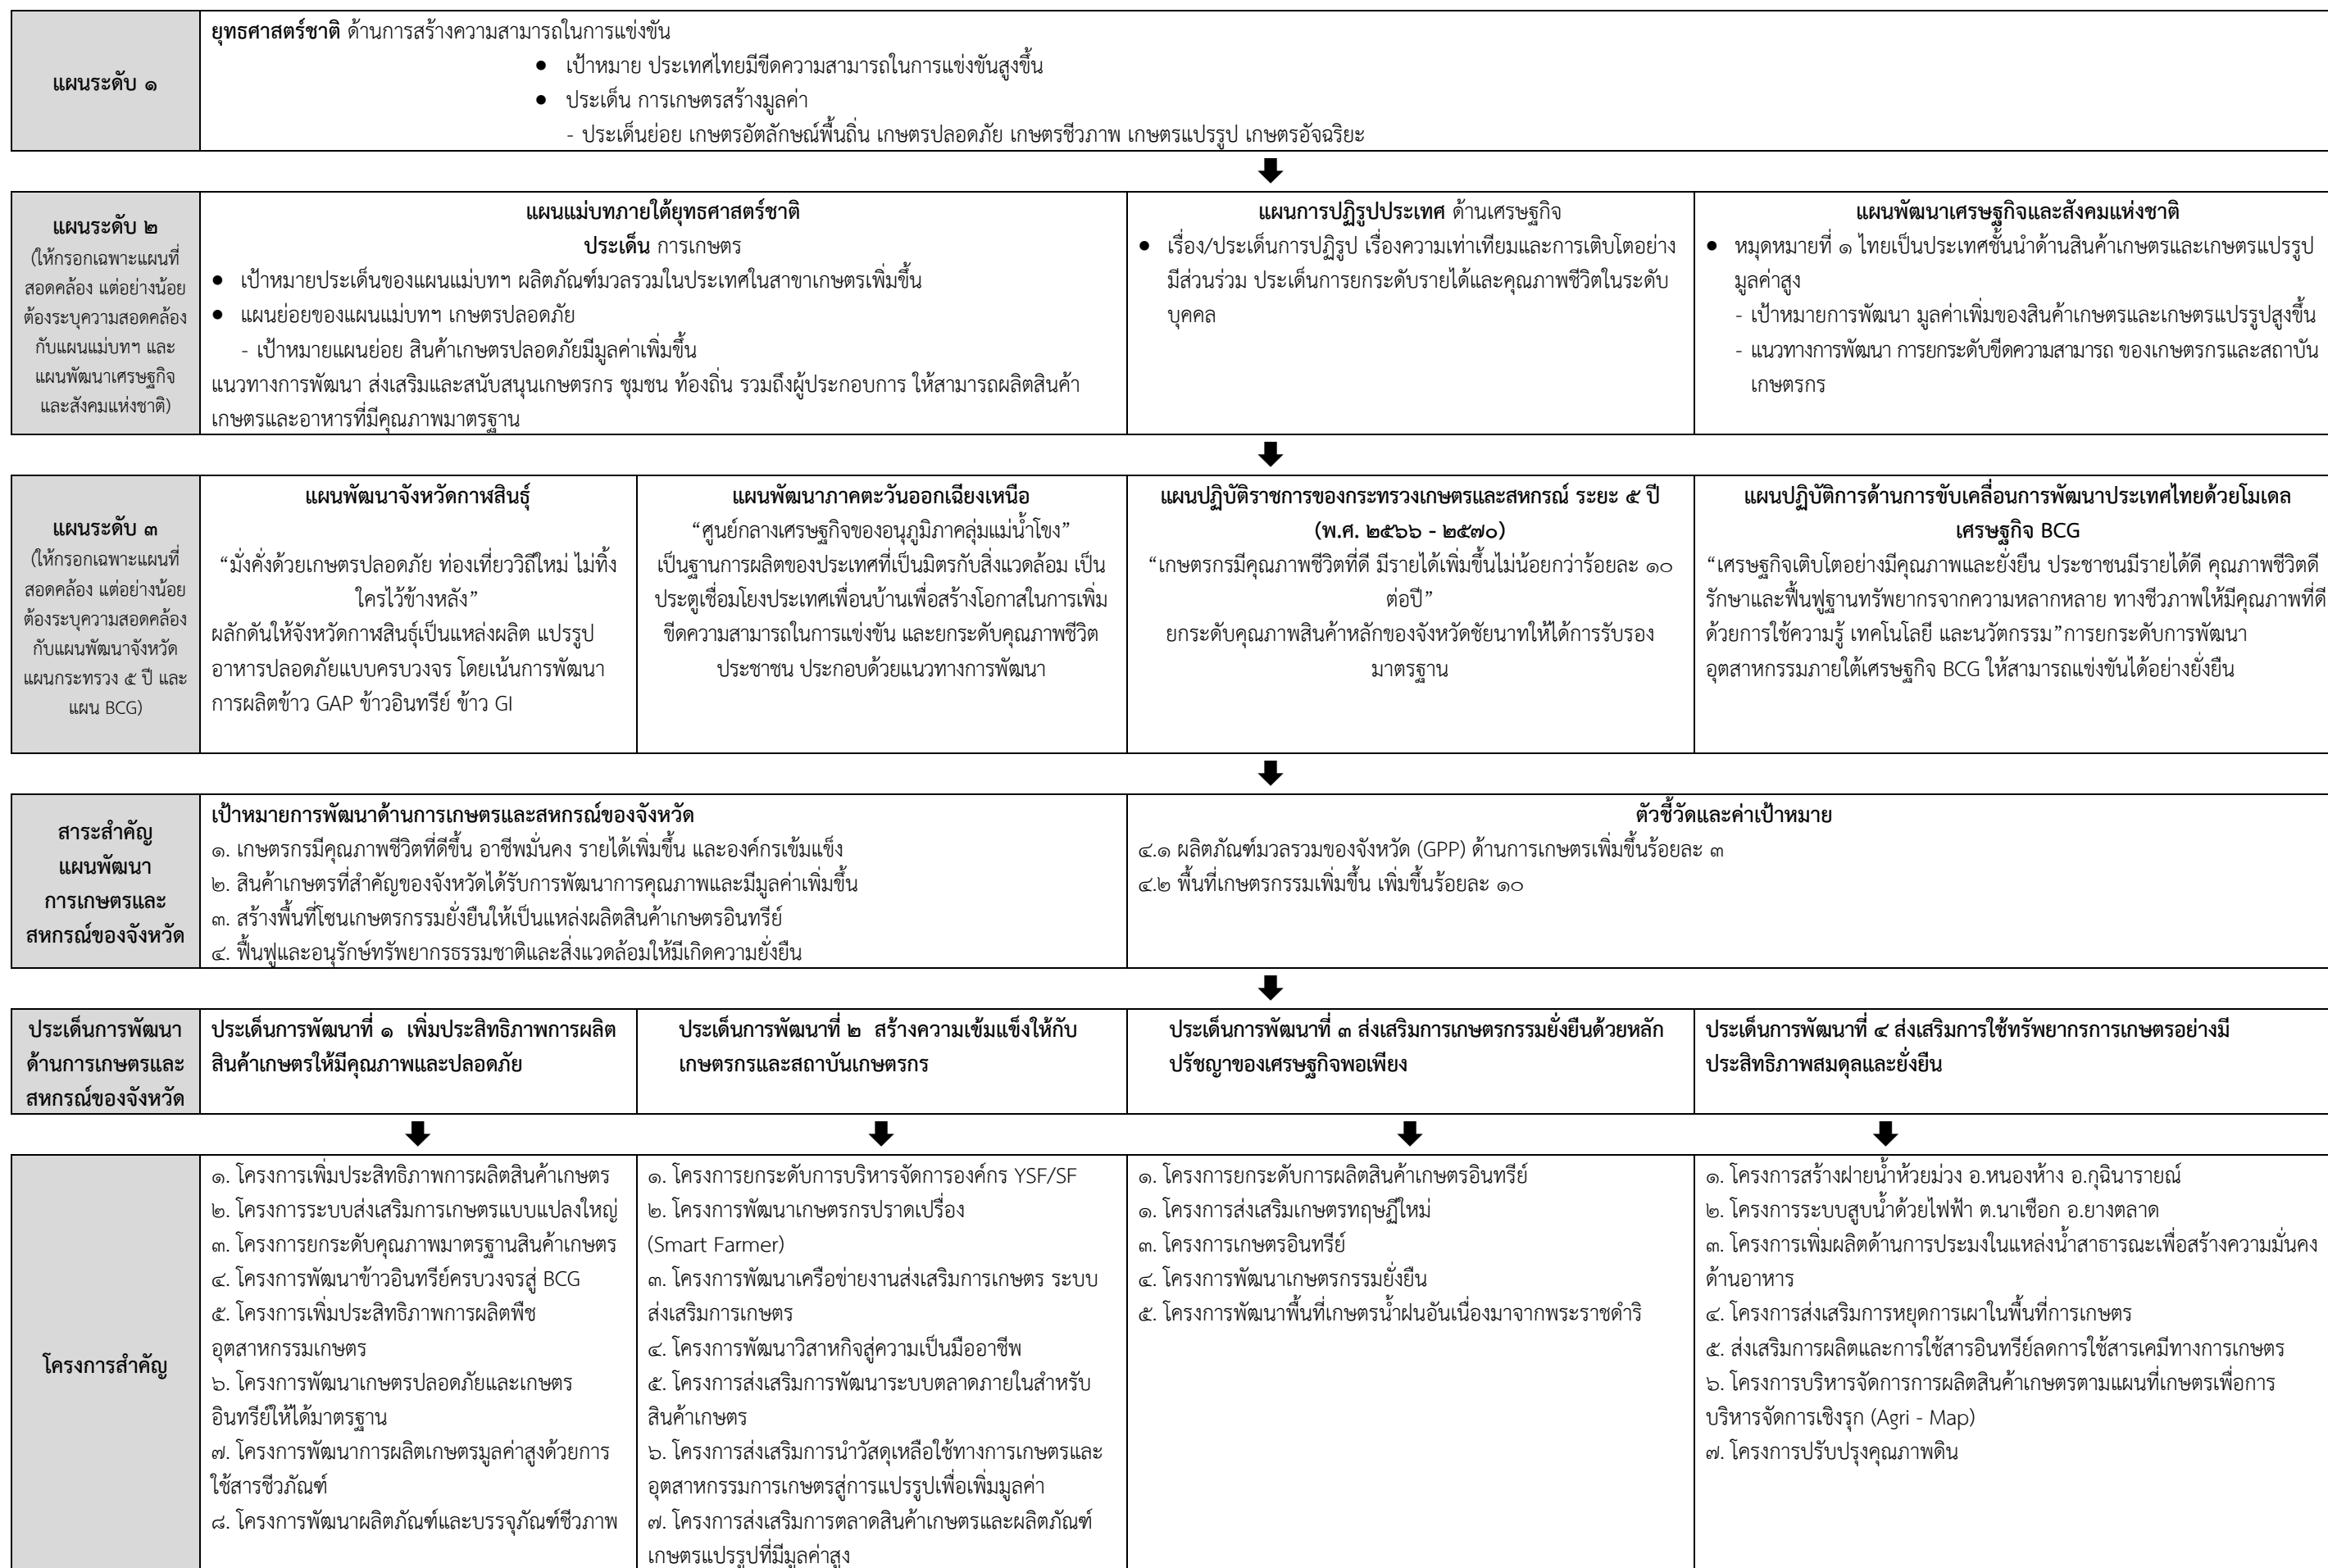 แผนระดับ ๑
ยุทธศาสตร์ชาติ ด้านการสร้างความสามารถในการแข่งขัน
● เป้าหมาย ประเทศไทยมีขีดความสามารถในการแข่งขันสูงขึ้น
● ประเด็น การเกษตรสร้างมูลค่า
- ประเด็นย่อย เกษตรอัตลักษณ์พื้นถิ่น เกษตรปลอดภัย เกษตรชีวภาพ เกษตรแปรรูป เกษตรอัจฉริยะ
แผนระดับ ๒
(ให้กรอกเฉพาะแผนที่
สอดคล้อง แต่อย่างน้อย
ต้องระบุความสอดคล้อง
กับแผนแม่บทฯ และ
แผนพัฒนาเศรษฐกิจ
และสังคมแห่งชาติ)
แผนแม่บทภายใต้ยุทธศาสตร์ชาติ
ประเด็น การเกษตร
● เป้าหมายประเด็นของแผนแม่บทฯ ผลิตภัณฑ์มวลรวมในประเทศในสาขาเกษตรเพิ่มขึ้น
● แผนย่อยของแผนแม่บทฯ เกษตรปลอดภัย
- เป้าหมายแผนย่อย สินค้าเกษตรปลอดภัยมีมูลค่าเพิ่มขึ้น
แนวทางการพัฒนา ส่งเสริมและสนับสนุนเกษตรกร ชุมชน ท้องถิ่น รวมถึงผู้ประกอบการ ให้สามารถผลิตสินค้า
เกษตรและอาหารที่มีคุณภาพมาตรฐาน
แผนการปฏิรูปประเทศ ด้านเศรษฐกิจ
● เรื่อง/ประเด็นการปฏิรูป เรื่องความเท่าเทียมและการเติบโตอย่าง
มีส่วนร่วม ประเด็นการยกระดับรายได้และคุณภาพชีวิตในระดับ
บุคคล
แผนพัฒนาเศรษฐกิจและสังคมแห่งชาติ
● หมุดหมายที่ ๑ ไทยเป็นประเทศชั้นนำด้านสินค้าเกษตรและเกษตรแปรรูป
มูลค่าสูง
- เป้าหมายการพัฒนา มูลค่าเพิ่มของสินค้าเกษตรและเกษตรแปรรูปสูงขึ้น
- แนวทางการพัฒนา การยกระดับขีดความสามารถ ของเกษตรกรและสถาบัน
เกษตรกร
แผนระดับ ๓
(ให้กรอกเฉพาะแผนที่
สอดคล้อง แต่อย่างน้อย
ต้องระบุความสอดคล้อง
กับแผนพัฒนาจังหวัด
แผนกระทรวง ๕ ปี และ
แผน BCG)
แผนพัฒนาจังหวัดกาฬสินธุ์
“มั่งคั่งด้วยเกษตรปลอดภัย ท่องเที่ยววิถีใหม่ ไม่ทิ้ง
ใครไว้ข้างหลัง”
ผลักดันให้จังหวัดกาฬสินธุ์เป็นแหล่งผลิต แปรรูป
อาหารปลอดภัยแบบครบวงจร โดยเน้นการพัฒนา
การผลิตข้าว GAP ข้าวอินทรีย์ ข้าว GI
แผนพัฒนาภาคตะวันออกเฉียงเหนือ
“ศูนย์กลางเศรษฐกิจของอนุภูมิภาคลุ่มแม่น้ำโขง”
เป็นฐานการผลิตของประเทศที่เป็นมิตรกับสิ่งแวดล้อม เป็น
ประตูเชื่อมโยงประเทศเพื่อนบ้านเพื่อสร้างโอกาสในการเพิ่ม
ขีดความสามารถในการแข่งขัน และยกระดับคุณภาพชีวิต
ประชาชน ประกอบด้วยแนวทางการพัฒนา
แผนปฏิบัติราชการของกระทรวงเกษตรและสหกรณ์ ระยะ ๕ ปี
(พ.ศ. ๒๕๖๖ - ๒๕๗๐)
“เกษตรกรมีคุณภาพชีวิตที่ดี มีรายได้เพิ่มขึ้นไม่น้อยกว่าร้อยละ ๑๐
ต่อปี”
ยกระดับคุณภาพสินค้าหลักของจังหวัดชัยนาทให้ได้การรับรอง
มาตรฐาน
แผนปฏิบัติการด้านการขับเคลื่อนการพัฒนาประเทศไทยด้วยโมเดล
เศรษฐกิจ BCG
“เศรษฐกิจเติบโตอย่างมีคุณภาพและยั่งยืน ประชาชนมีรายได้ดี คุณภาพชีวิตดี
รักษาและฟื้นฟูฐานทรัพยากรจากความหลากหลาย ทางชีวภาพให้มีคุณภาพที่ดี
ด้วยการใช้ความรู้ เทคโนโลยี และนวัตกรรม”การยกระดับการพัฒนา
อุตสาหกรรมภายใต้เศรษฐกิจ BCG ให้สามารถแข่งขันได้อย่างยั่งยืน
สาระสำคัญ
แผนพัฒนา
การเกษตรและ
สหกรณ์ของจังหวัด
เป้าหมายการพัฒนาด้านการเกษตรและสหกรณ์ของจังหวัด
๑. เกษตรกรมีคุณภาพชีวิตที่ดีขึ้น อาชีพมั่นคง รายได้เพิ่มขึ้น และองค์กรเข้มแข็ง
๒. สินค้าเกษตรที่สำคัญของจังหวัดได้รับการพัฒนาการคุณภาพและมีมูลค่าเพิ่มขึ้น
๓. สร้างพื้นที่โซนเกษตรกรรมยั่งยืนให้เป็นแหล่งผลิตสินค้าเกษตรอินทรีย์
๔. ฟื้นฟูและอนุรักษ์ทรัพยากรธรรมชาติและสิ่งแวดล้อมให้มีเกิดความยั่งยืน
ตัวชี้วัดและค่าเป้าหมาย
๔.๑ ผลิตภัณฑ์มวลรวมของจังหวัด (GPP) ด้านการเกษตรเพิ่มขึ้นร้อยละ ๓
๔.๒ พื้นที่เกษตรกรรมเพิ่มขึ้น เพิ่มขึ้นร้อยละ ๑๐
ประเด็นการพัฒนา
ด้านการเกษตรและ
สหกรณ์ของจังหวัด
ประเด็นการพัฒนาที่ ๑ เพิ่มประสิทธิภาพการผลิต
สินค้าเกษตรให้มีคุณภาพและปลอดภัย
ประเด็นการพัฒนาที่ ๒ สร้างความเข้มแข็งให้กับ
เกษตรกรและสถาบันเกษตรกร
ประเด็นการพัฒนาที่ ๓ ส่งเสริมการเกษตรกรรมยั่งยืนด้วยหลัก
ปรัชญาของเศรษฐกิจพอเพียง
ประเด็นการพัฒนาที่ ๔ ส่งเสริมการใช้ทรัพยากรการเกษตรอย่างมี
ประสิทธิภาพสมดุลและยั่งยืน
โครงการสำคัญ
๑. โครงการเพิ่มประสิทธิภาพการผลิตสินค้าเกษตร
๒. โครงการระบบส่งเสริมการเกษตรแบบแปลงใหญ่
๓. โครงการยกระดับคุณภาพมาตรฐานสินค้าเกษตร
๔. โครงการพัฒนาข้าวอินทรีย์ครบวงจรสู่ BCG
๕. โครงการเพิ่มประสิทธิภาพการผลิตพืช
อุตสาหกรรมเกษตร
๖. โครงการพัฒนาเกษตรปลอดภัยและเกษตร
อินทรีย์ให้ได้มาตรฐาน
๗. โครงการพัฒนาการผลิตเกษตรมูลค่าสูงด้วยการ
ใช้สารชีวภัณฑ์
๘. โครงการพัฒนาผลิตภัณฑ์และบรรจุภัณฑ์ชีวภาพ
๑. โครงการยกระดับการบริหารจัดการองค์กร YSF/SF
๒. โครงการพัฒนาเกษตรกรปราดเปรื่อง
(Smart Farmer)
๓. โครงการพัฒนาเครือข่ายงานส่งเสริมการเกษตร ระบบ
ส่งเสริมการเกษตร
๔. โครงการพัฒนาวิสาหกิจสู่ความเป็นมืออาชีพ
๕. โครงการส่งเสริมการพัฒนาระบบตลาดภายในสำหรับ
สินค้าเกษตร
๖. โครงการส่งเสริมการนำวัสดุเหลือใช้ทางการเกษตรและ
อุตสาหกรรมการเกษตรสู่การแปรรูปเพื่อเพิ่มมูลค่า
๗. โครงการส่งเสริมการตลาดสินค้าเกษตรและผลิตภัณฑ์
เกษตรแปรรูปที่มีมูลค่าสูง
๑. โครงการยกระดับการผลิตสินค้าเกษตรอินทรีย์
๑. โครงการส่งเสริมเกษตรทฤษฏีใหม่
๓. โครงการเกษตรอินทรีย์
๔. โครงการพัฒนาเกษตรกรรมยั่งยืน
๕. โครงการพัฒนาพื้นที่เกษตรน้ำฝนอันเนื่องมาจากพระราชดำริ
๑. โครงการสร้างฝายน้ำห้วยม่วง อ.หนองห้าง อ.กุฉินารายณ์
๒. โครงการระบบสูบน้ำด้วยไฟฟ้า ต.นาเชือก อ.ยางตลาด
๓. โครงการเพิ่มผลิตด้านการประมงในแหล่งน้ำสาธารณะเพื่อสร้างความมั่นคง
ด้านอาหาร
๔. โครงการส่งเสริมการหยุดการเผาในพื้นที่การเกษตร
๕. ส่งเสริมการผลิตและการใช้สารอินทรีย์ลดการใช้สารเคมีทางการเกษตร
๖. โครงการบริหารจัดการการผลิตสินค้าเกษตรตามแผนที่เกษตรเพื่อการ
บริหารจัดการเชิงรุก (Agri - Map)
๗. โครงการปรับปรุงคุณภาพดิน